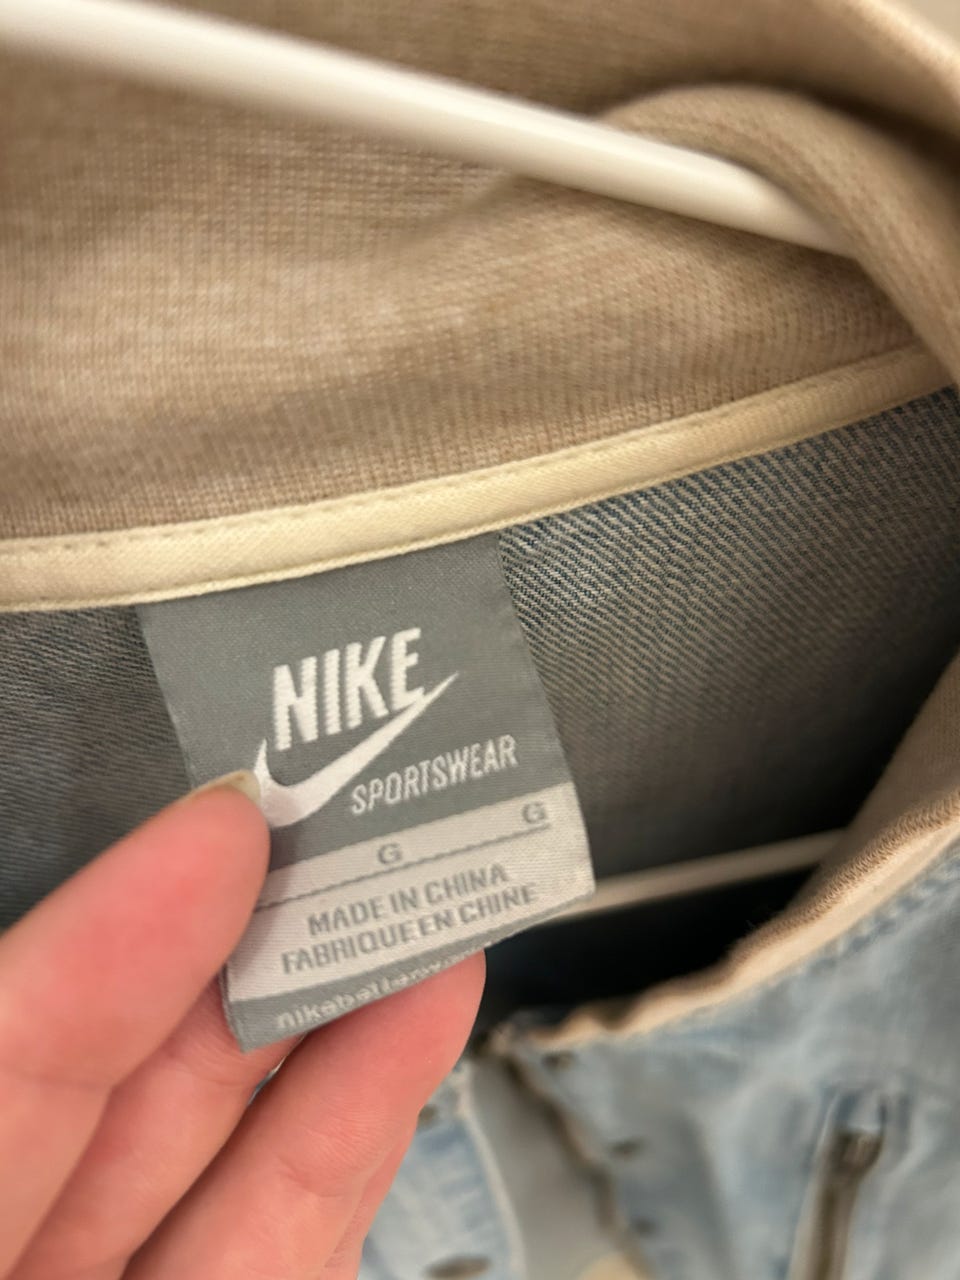 NIKE
SPORTSWEAR
G G
MADE IN CHINA
FABRIQUE EN CHINE